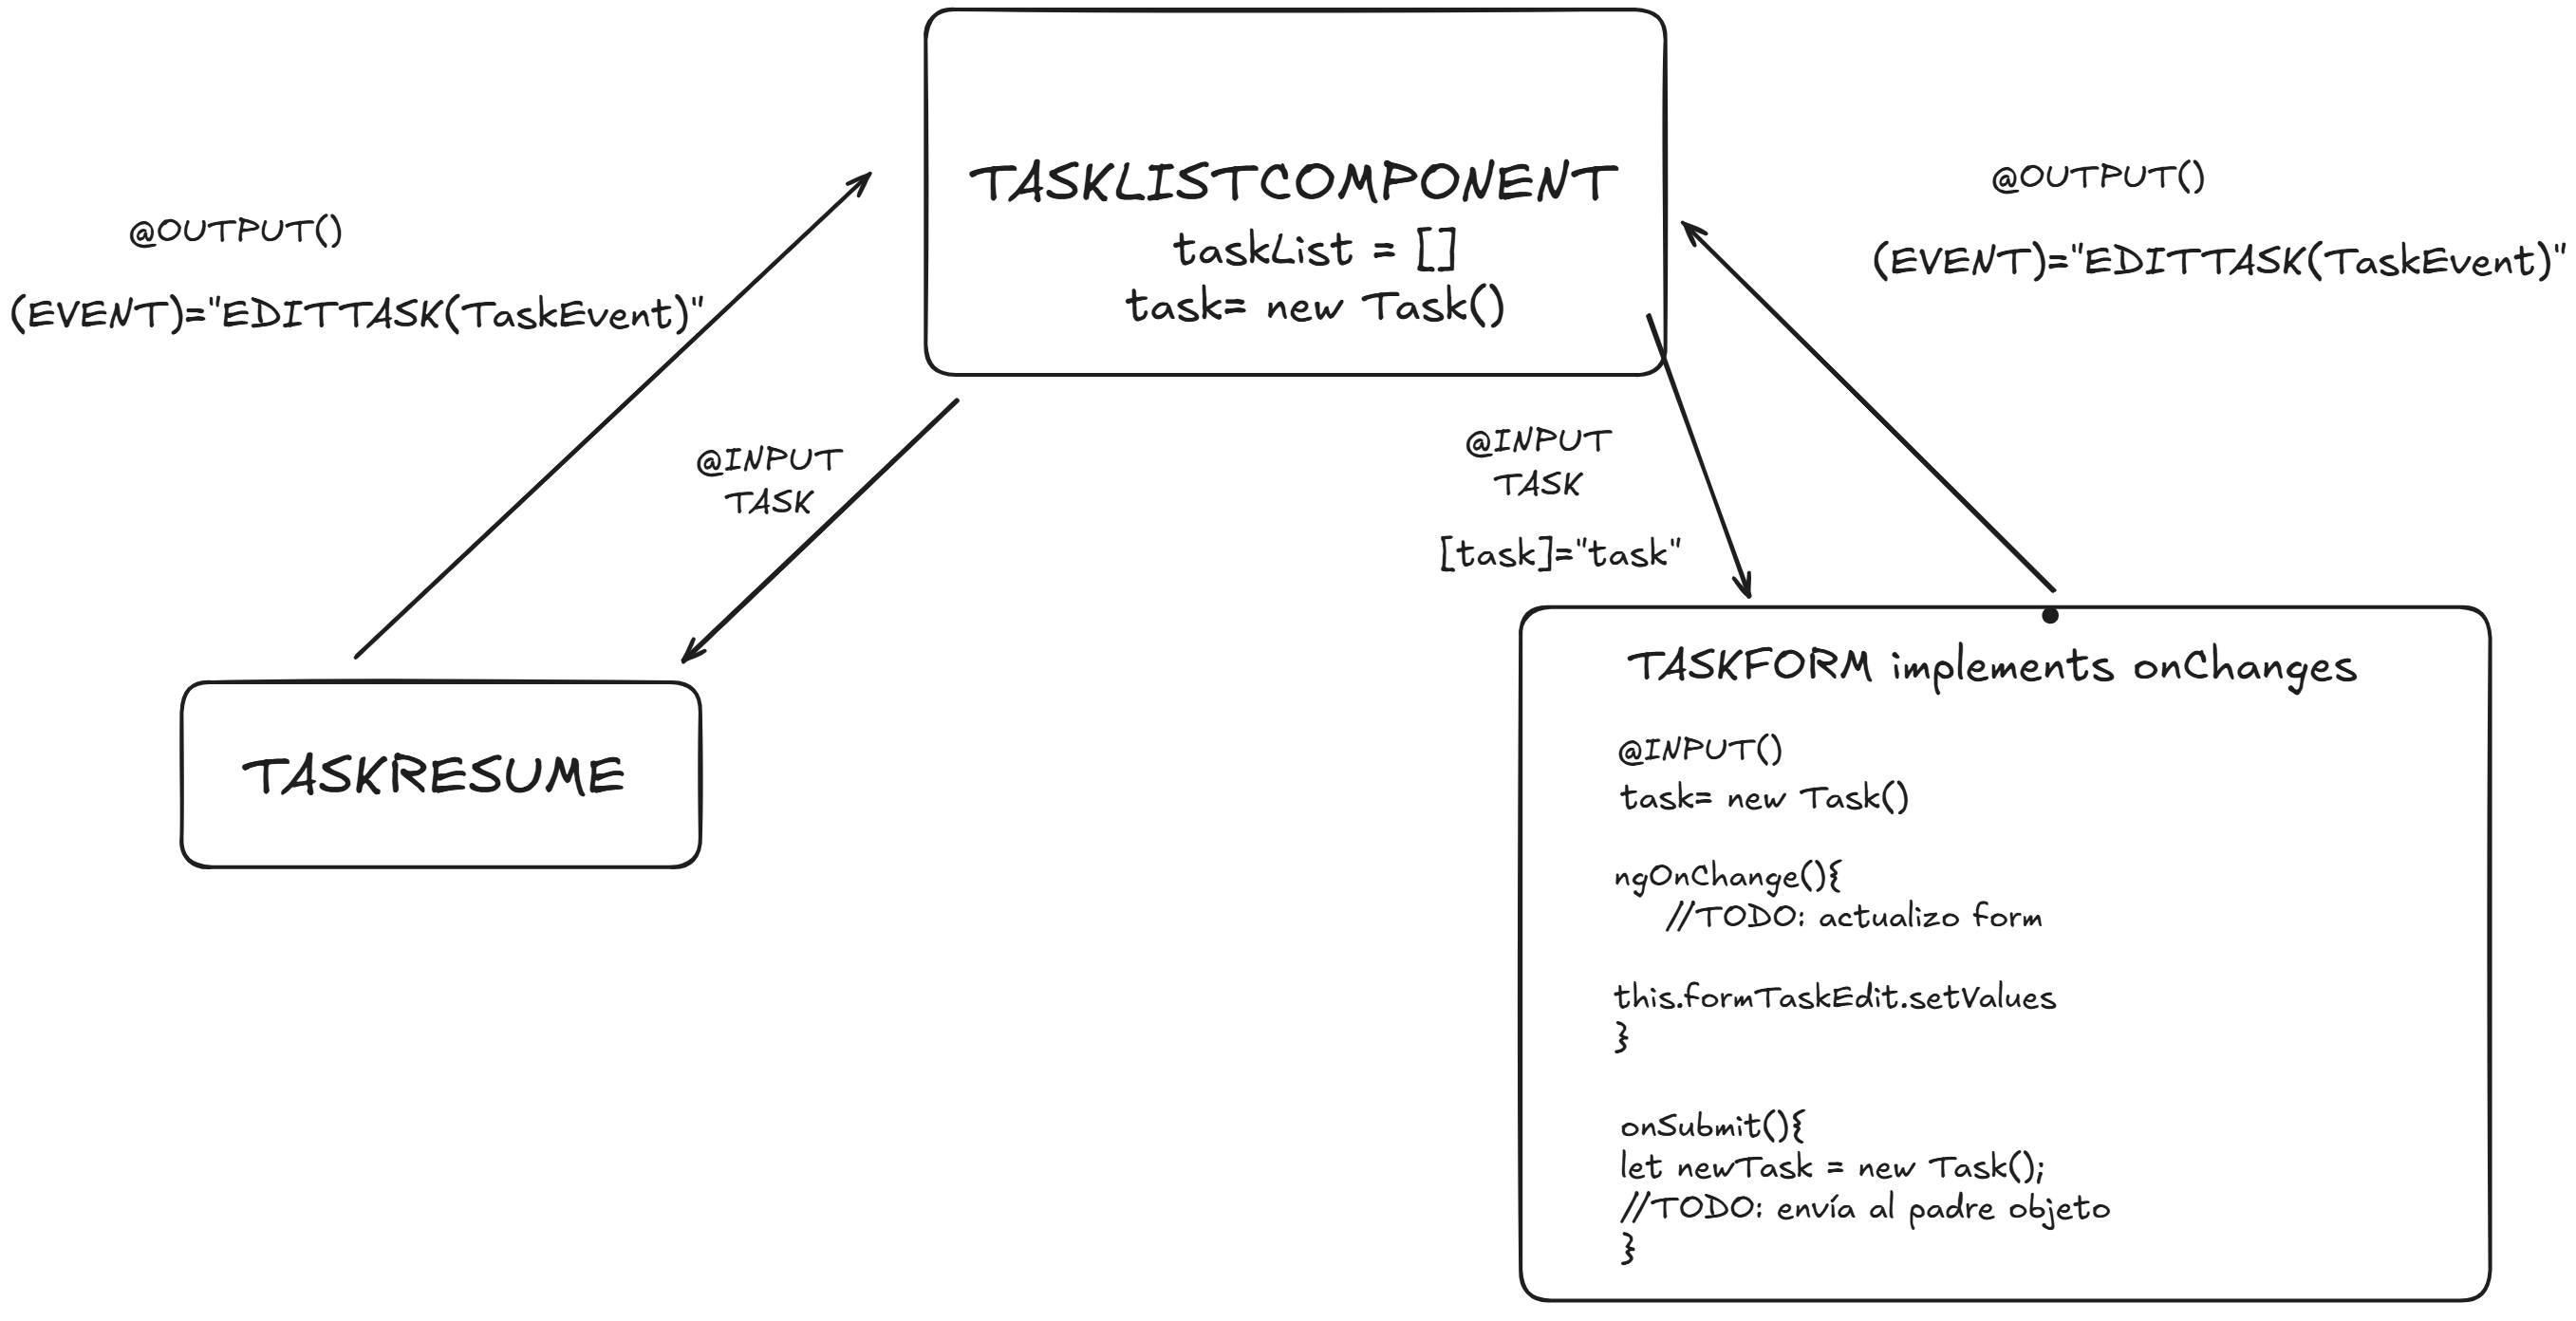 TASKLISTCOMPONENT
taskList = []
task= new Task()
@OUTPUT()
(EVENT)="EDITTASK(TaskEvent)"
@INPUT
TASK
@INPUT
TASK
[task]="task"
@OUTPUT()
(EVENT)="EDITTASK(TaskEvent)"
TASKRESUME
TASKFORM implements onChanges
@INPUT()
task= new Task()
ngOnChange(){
//TODO: actualizo form
this.formTaskEdit.setValues
}
onSubmit(){
let newTask = new Task();
//TODO: envía al padre objeto
}